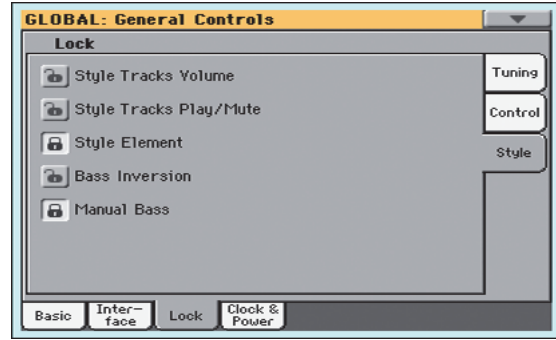 GLOBAL: General Controls
Lock
Style Tracks Volume
Style Tracks Play/Mute
Style Element
Bass Inversion
Manual Bass
Tuning
Control
Style
Basic
Inter-
face
Lock
Clock &
Power